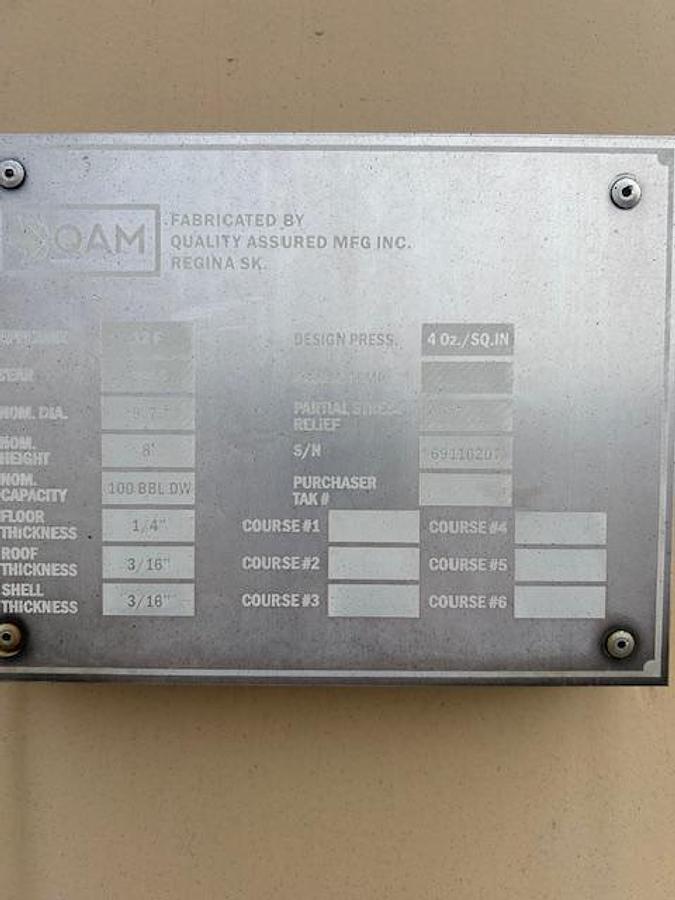 QAM
FABRICATED BY
QUALITY ASSURED MFG INC.
REGINA SK.
12 F
DESIGN PRESS.
4 Oz./SQ.IN
YEAR
NOM. DIA.
PARTIAL STRESS
RELIEF
NOM.
HEIGHT
8'
S/N
NOM.
CAPACITY
100 BBL DW
PURCHASER
TAK #
FLOOR
THICKNESS
1/4"
COURSE #1
COURSE #4
ROOF
THICKNESS
3/16"
COURSE #2
COURSE #5
SHELL
THICKNESS
3/16"
COURSE #3
COURSE #6